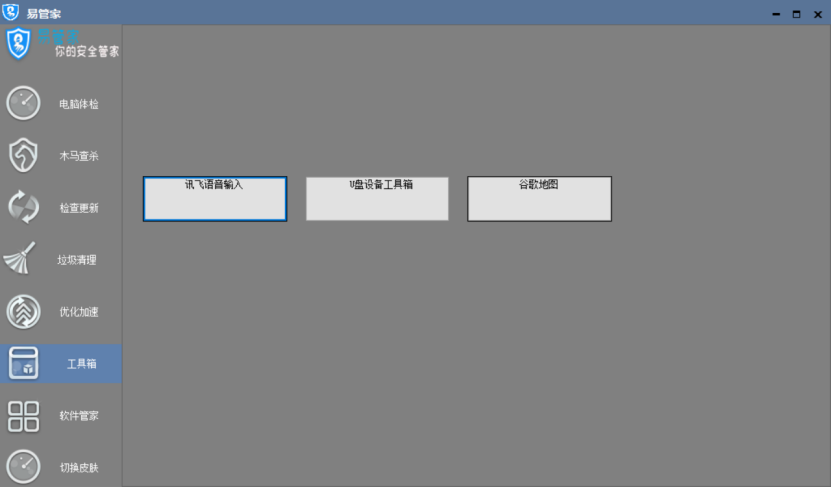 易管家
易管家
你的安全管家
电脑体检
木马查杀
检查更新
垃圾清理
优化加速
工具箱
软件管家
切换皮肤
讯飞语音输入
U盘设备工具箱
谷歌地图